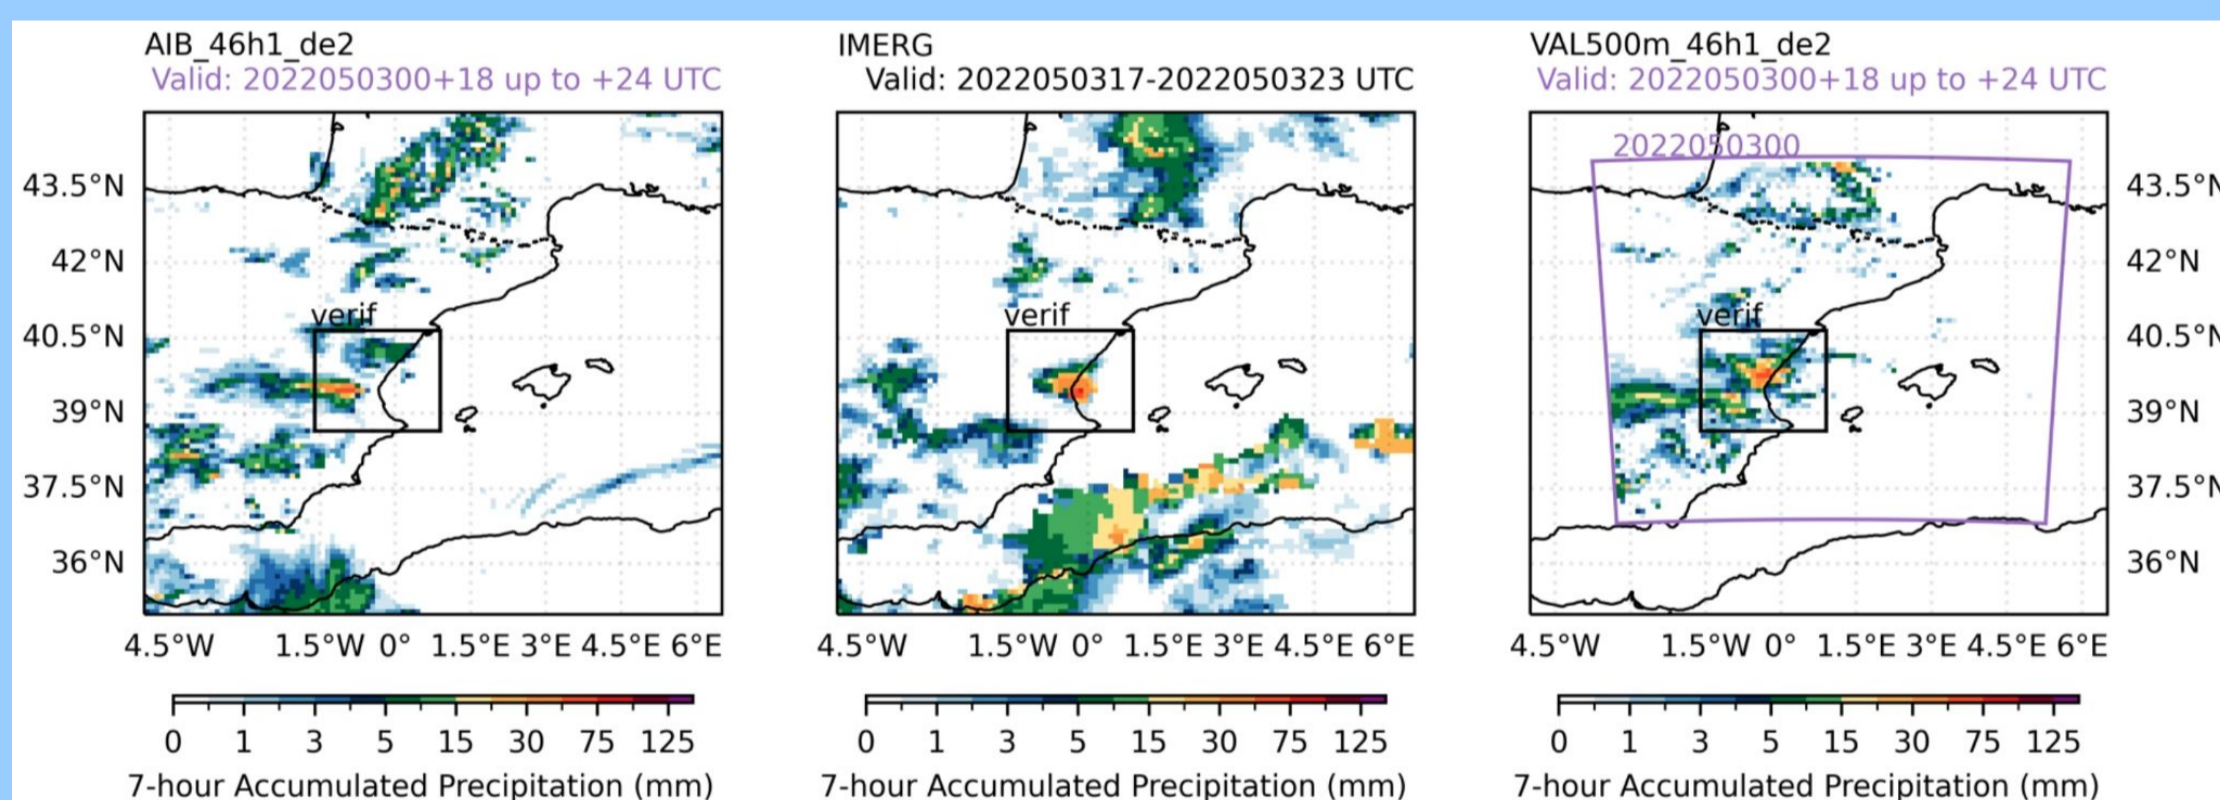 AIB_46h1_de2
Valid: 2022050300+18 up to +24 UTC
43.5°N
42°N
40.5°N
39°N
37.5°N
36°N
verif
4.5°W 1.5°W 0° 1.5°E 3°E 4.5°E 6°E
0 1 3 5 15 30 75 125
7-hour Accumulated Precipitation (mm)
IMERG
Valid: 2022050317-2022050323 UTC
verif
4.5°W 1.5°W 0° 1.5°E 3°E 4.5°E 6°E
0 1 3 5 15 30 75 125
7-hour Accumulated Precipitation (mm)
VAL500m_46h1_de2
Valid: 2022050300+18 up to +24 UTC
2022050300
verif
43.5°N
42°N
40.5°N
39°N
37.5°N
36°N
4.5°W 1.5°W 0° 1.5°E 3°E 4.5°E 6°E
0 1 3 5 15 30 75 125
7-hour Accumulated Precipitation (mm)